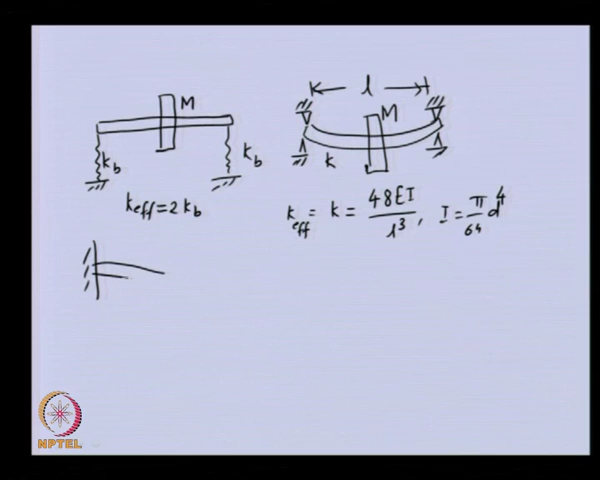 l
M
M
k_b
k_b
k
k_eff = 2 k_b
k_eff = k = 48EI / l³, I = π/64 d⁴
NPTEL